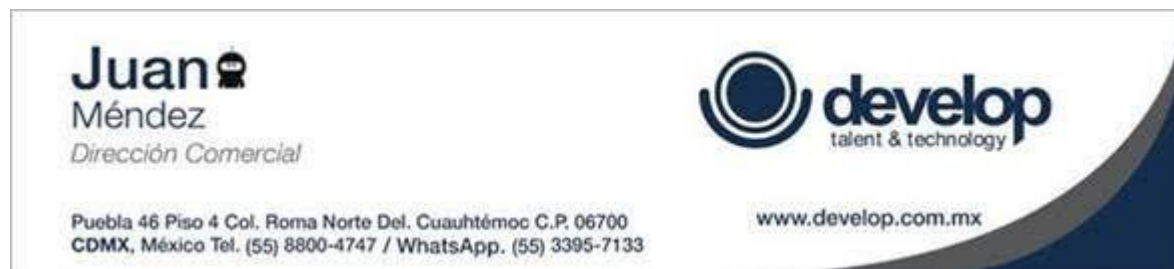 Juan
Méndez
Dirección Comercial
Puebla 46 Piso 4 Col. Roma Norte Del. Cuauhtémoc C.P. 06700
CDMX, México Tel. (55) 8800-4747 / WhatsApp. (55) 3395-7133
develop
talent & technology
www.develop.com.mx